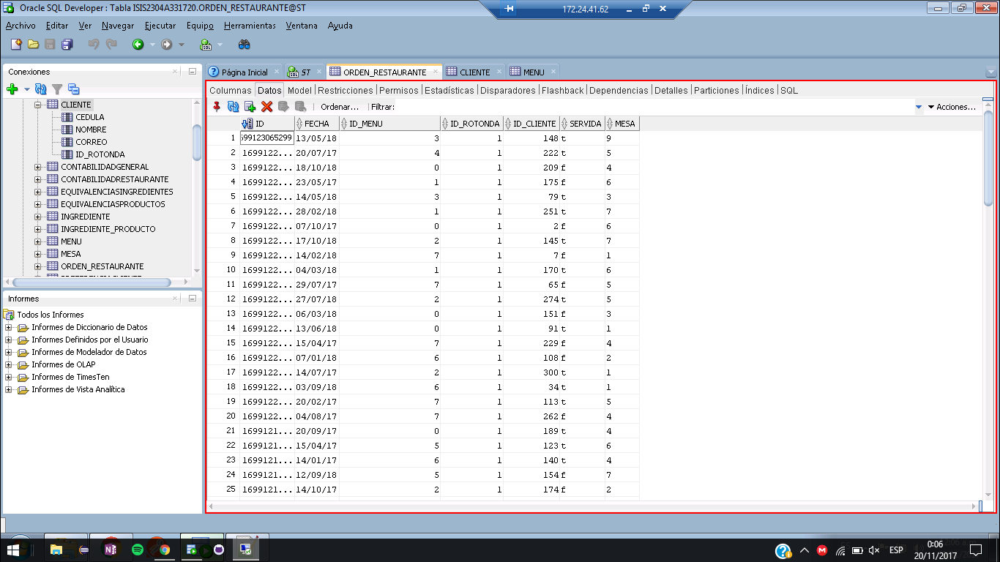 Oracle SQL Developer : Tabla ISIS2304A331720.ORDEN_RESTAURANTE@ST
172.24.41.62
Archivo Editar Ver Navegar Ejecutar Equipo Herramientas Ventana Ayuda
Conexiones
CLIENTE
CEDULA
NOMBRE
CORREO
ID_ROTONDA
CONTABILIDADGENERAL
CONTABILIDADRESTAURANTE
EQUIVALENCIASINGREDIENTES
EQUIVALENCIASPRODUCTOS
INGREDIENTE
INGREDIENTE_PRODUCTO
MENU
MESA
ORDEN_RESTAURANTE
Informes
Todos los Informes
Informes de Diccionario de Datos
Informes Definidos por el Usuario
Informes de Modelador de Datos
Informes de OLAP
Informes de TimesTen
Informes de Vista Analítica
Página Inicial ST ORDEN_RESTAURANTE CLIENTE MENU
Columnas Datos Model Restricciones Permisos Estadísticas Disparadores Flashback Dependencias Detalles Particiones Índices SQL
Ordenar... Filtrar: Acciones...
ID FECHA ID_MENU ID_ROTONDA ID_CLIENTE SERVIDA MESA
1 699123065299 13/05/18 3 1 148 t 9
2 1699122... 20/07/17 4 1 222 t 5
3 1699122... 18/10/18 0 1 209 f 4
4 1699122... 23/05/17 1 1 175 f 6
5 1699122... 14/05/18 3 1 79 t 3
6 1699122... 28/02/18 1 1 251 t 7
7 1699122... 07/10/17 0 1 2 f 6
8 1699122... 17/10/18 2 1 145 t 7
9 1699122... 14/02/18 7 1 7 f 1
10 1699122... 04/03/18 1 1 170 t 6
11 1699122... 29/07/17 7 1 65 f 5
12 1699122... 27/07/18 2 1 274 t 5
13 1699122... 06/03/18 0 1 151 f 3
14 1699122... 13/06/18 0 1 91 t 1
15 1699122... 15/04/17 7 1 229 f 4
16 1699122... 07/01/18 6 1 108 f 2
17 1699122... 14/07/17 2 1 300 t 1
18 1699122... 03/09/18 6 1 34 t 1
19 1699122... 20/02/17 7 1 113 t 5
20 1699122... 04/08/17 7 1 262 f 4
21 1699121... 20/09/17 0 1 189 t 4
22 1699121... 15/04/17 5 1 123 t 6
23 1699121... 14/01/17 6 1 140 t 4
24 1699121... 12/09/18 5 1 154 f 7
25 1699121... 14/10/17 2 1 174 f 2
ESP
0:06
20/11/2017